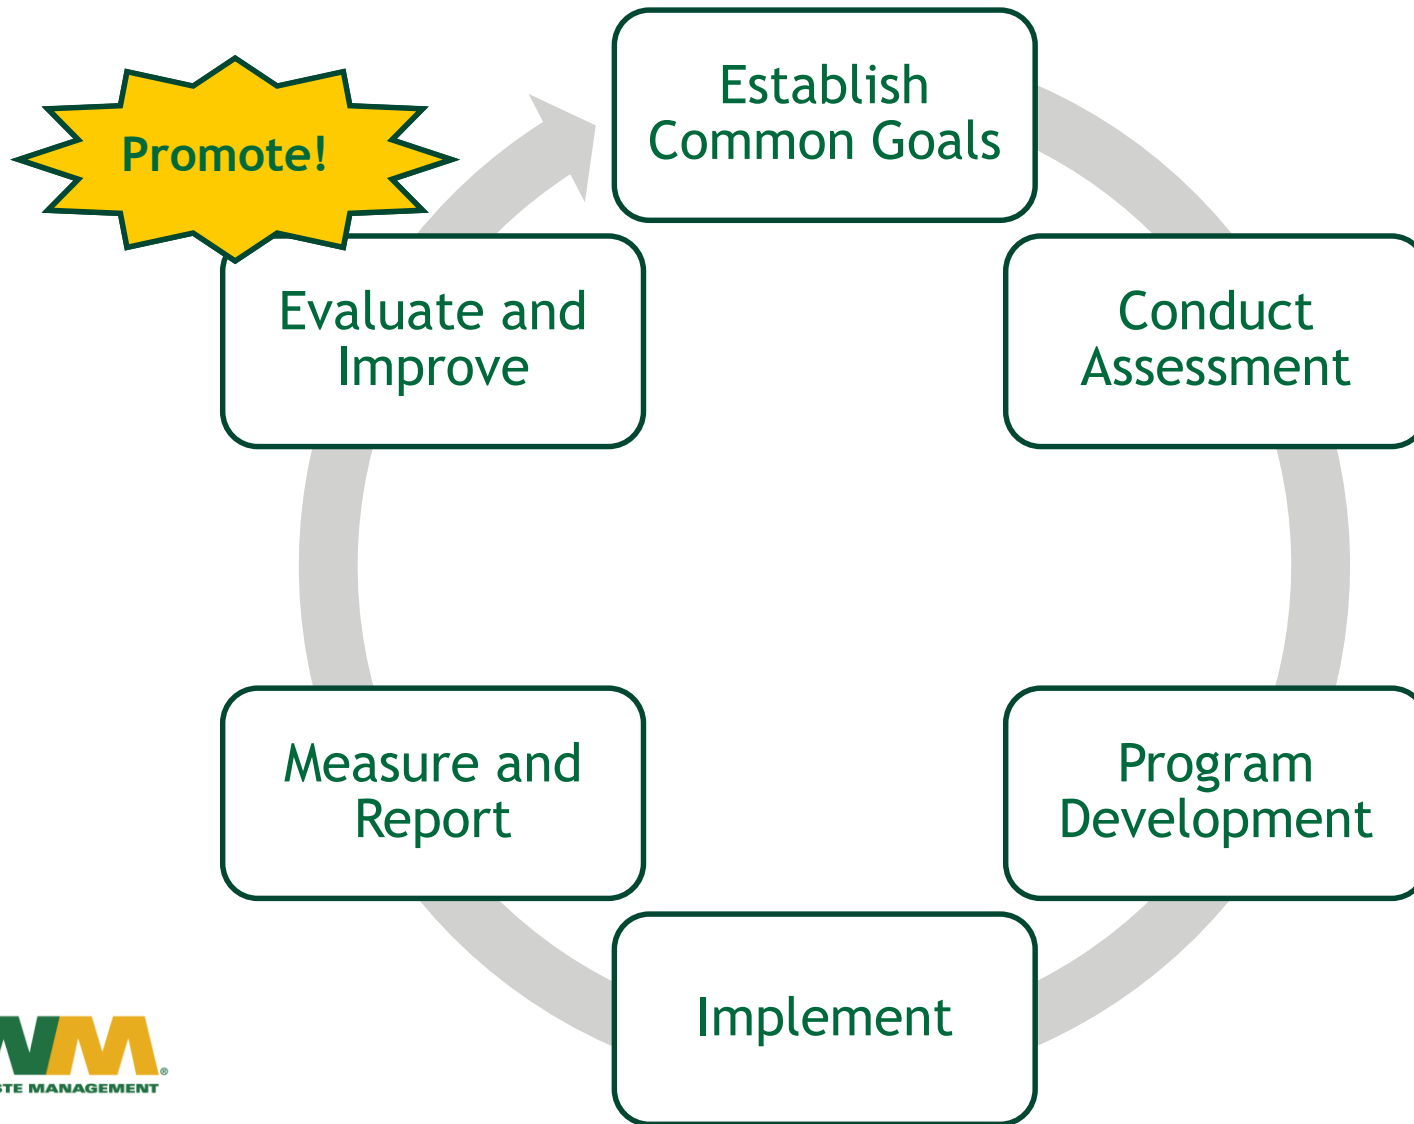 Establish
Common Goals
Promote!
Evaluate and
Improve
Conduct
Assessment
Measure and
Report
Program
Development
Implement
WM
STE MANAGEMENT